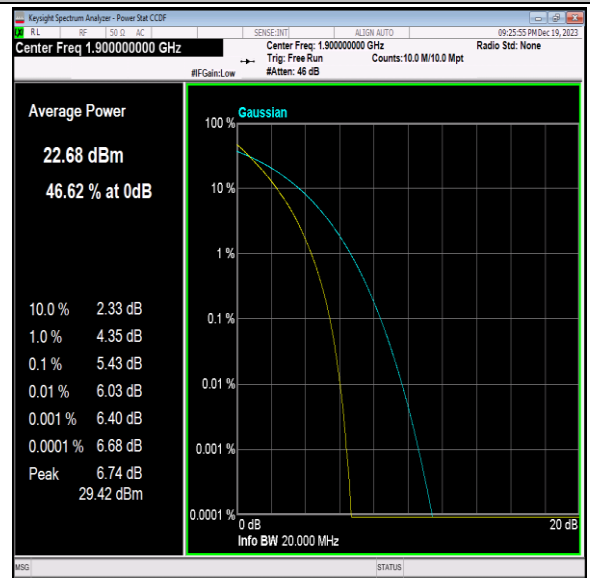 Keysight Spectrum Analyzer - Power Stat CCDF
RL RF 50 Ω AC SENSE:INT ALIGN AUTO 09:25:55 PM Dec 19, 2023
Center Freq 1.900000000 GHz Center Freq: 1.900000000 GHz Radio Std: None
Trig: Free Run Counts:10.0 M/10.0 Mpt
#IFGain:Low #Atten: 46 dB
Average Power
22.68 dBm
46.62 % at 0dB
10.0 % 2.33 dB
1.0 % 4.35 dB
0.1 % 5.43 dB
0.01 % 6.03 dB
0.001 % 6.40 dB
0.0001 % 6.68 dB
Peak 6.74 dB
29.42 dBm
Gaussian
100 %
10 %
1 %
0.1 %
0.01 %
0.001 %
0.0001 %
0 dB 20 dB
Info BW 20.000 MHz
MSG STATUS